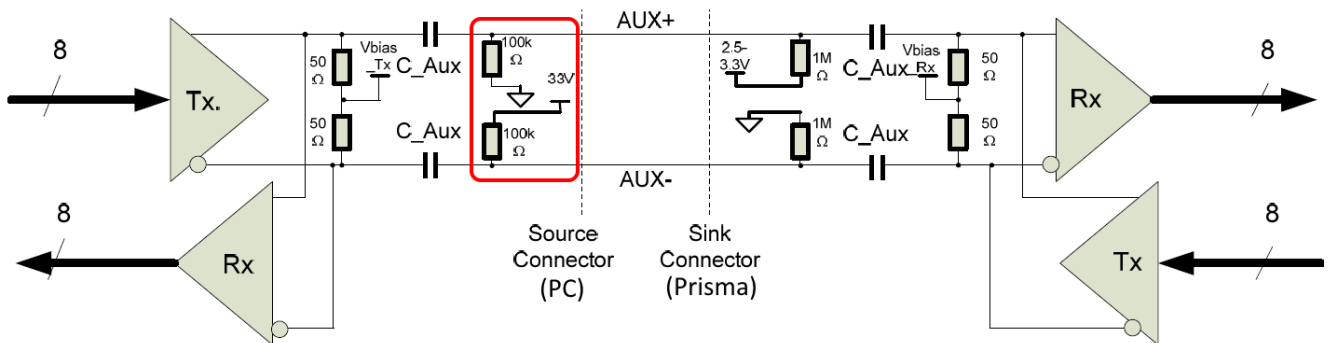 8
Tx.
50
Ω
50
Ω
Vbias
_Tx
C_Aux
C_Aux
100k
Ω
33V
100k
Ω
AUX+
AUX-
2.5-
3.3V
1M
Ω
1M
Ω
C_Aux
C_Aux
Vbias
_Rx
50
Ω
50
Ω
Rx
8
8
Rx
Source
Connector
(PC)
Sink
Connector
(Prisma)
Tx
8